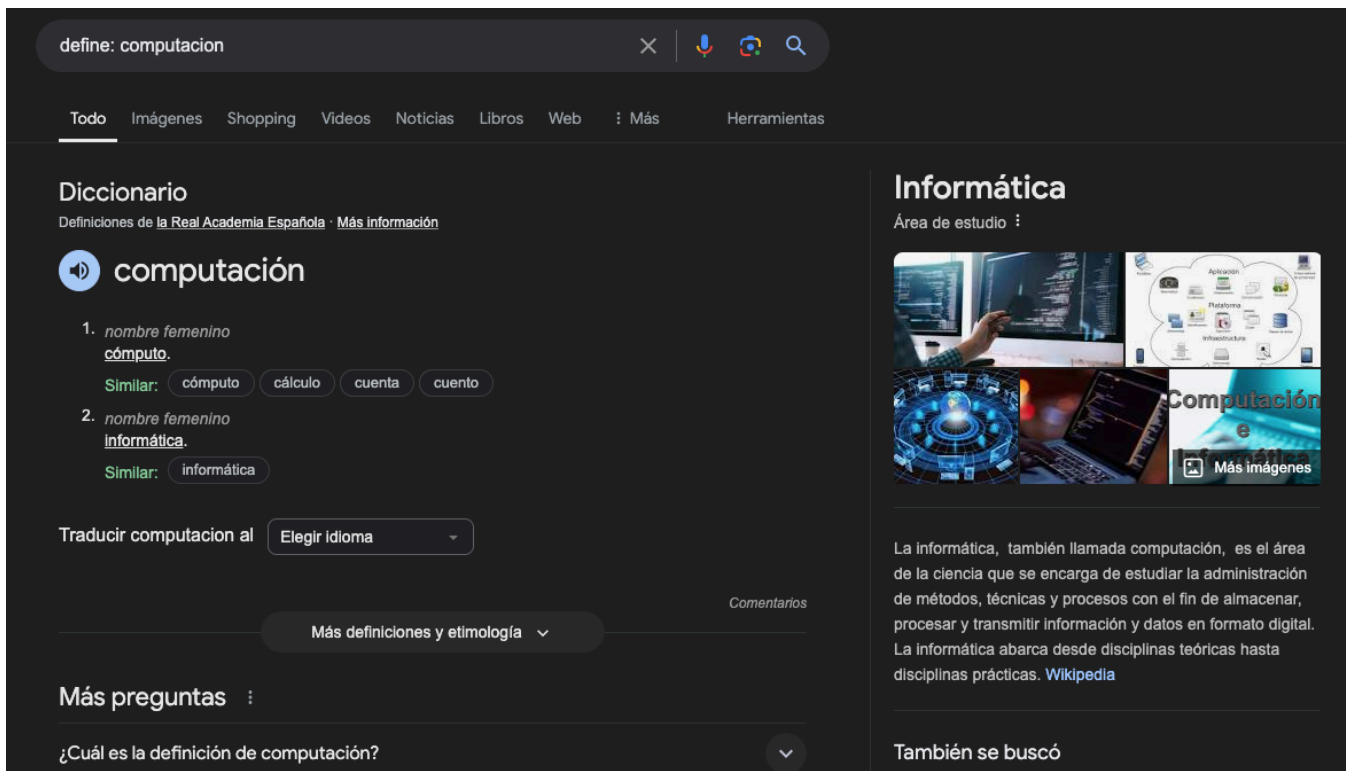 define: computacion
Todo Imágenes Shopping Videos Noticias Libros Web Más Herramientas
Diccionario
Definiciones de la Real Academia Española · Más información
computación
1. nombre femenino
cómputo.
Similar: cómputo cálculo cuenta cuento
2. nombre femenino
informática.
Similar: informática
Traducir computacion al Elegir idioma
Comentarios
Más definiciones y etimología
Más preguntas
¿Cuál es la definición de computación?
Informática
Área de estudio
Aplicación
Plataforma
Infraestructura
Computación
e
Informática
Más imágenes
La informática, también llamada computación, es el área
de la ciencia que se encarga de estudiar la administración
de métodos, técnicas y procesos con el fin de almacenar,
procesar y transmitir información y datos en formato digital.
La informática abarca desde disciplinas teóricas hasta
disciplinas prácticas. Wikipedia
También se buscó